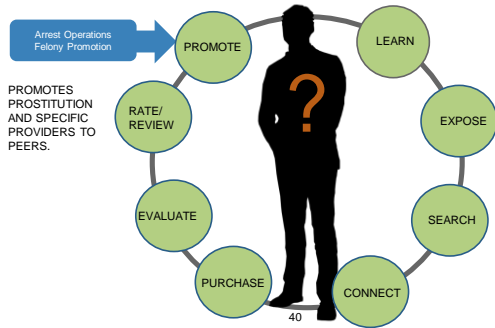 Arrest Operations
Felony Promotion
PROMOTE
LEARN
PROMOTES
PROSTITUTION
AND SPECIFIC
PROVIDERS TO
PEERS.
RATE/
REVIEW
?
EXPOSE
EVALUATE
SEARCH
PURCHASE
CONNECT
40